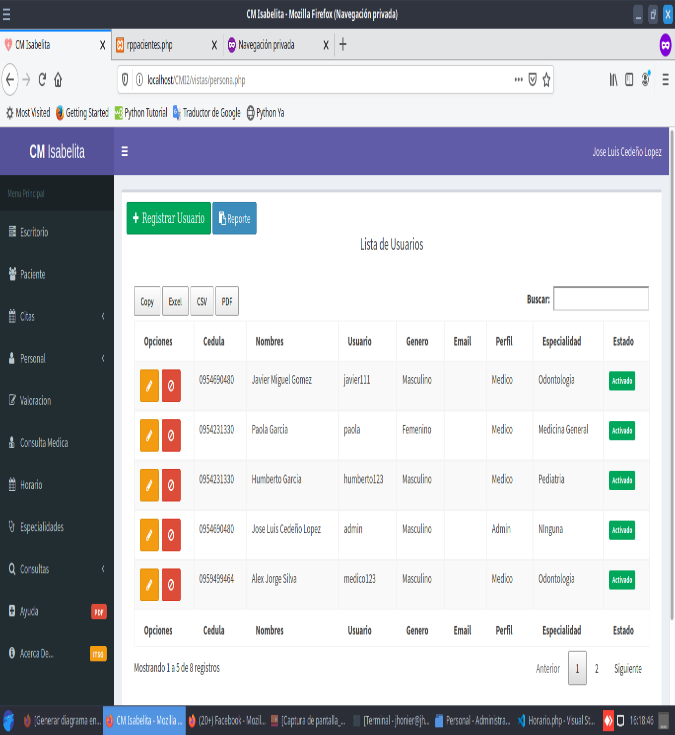 CM Isabelita - Mozilla Firefox (Navegación privada)
CM Isabelita
rppacientes.php
Navegación privada
localhost/CMI2/vistas/persona.php
Most Visited
Getting Started
Python Tutorial
Traductor de Google
Python Ya
CM Isabelita
Jose Luis Cedeño Lopez
Menu Principal
Escritorio
Paciente
Citas
Personal
Valoracion
Consulta Medica
Horario
Especialidades
Consultas
Ayuda PDF
Acerca De...
Registrar Usuario
Reporte
Lista de Usuarios
Copy Excel CSV PDF
Buscar:
Opciones Cedula Nombres Usuario Genero Email Perfil Especialidad Estado
0954690480 Javier Miguel Gomez javier111 Masculino Medico Odontologia Activado
0954231330 Paola Garcia paola Femenino Medico Medicina General Activado
0954231330 Humberto Garcia humberto123 Masculino Medico Pediatria Activado
0954690480 Jose Luis Cedeño Lopez admin Masculino Admin NInguna Activado
0959499464 Alex Jorge Silva medico123 Masculino Medico Odontologia Activado
Opciones Cedula Nombres Usuario Genero Email Perfil Especialidad Estado
Mostrando 1 a 5 de 8 registros
Anterior 1 2 Siguiente
[Generar diagrama en...
CM Isabelita - Mozilla ...
(20+) Facebook - Mozil...
[Captura de pantalla_...
[Terminal - jhonier@jh...
Personal - Administra...
Horario.php - Visual St...
16:18:46